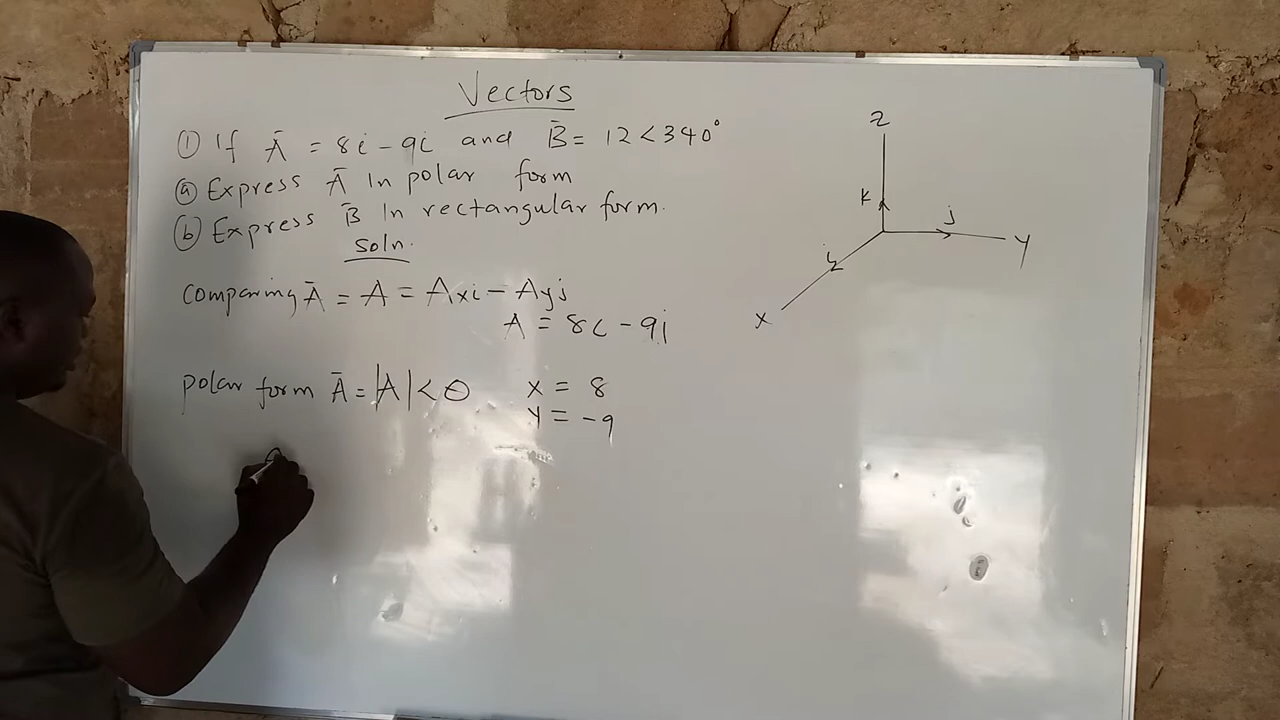 Vectors
① If Ā = 8i - 9i and B̄ = 12 < 340°
ⓐ Express Ā In polar form
ⓑ Express B̄ In rectangular form.
Soln.
Comparing Ā = A = Axi - Ayj
A = 8i - 9j
polar form Ā = |A| < θ
x = 8
y = -9
z
k
j
y
i
x